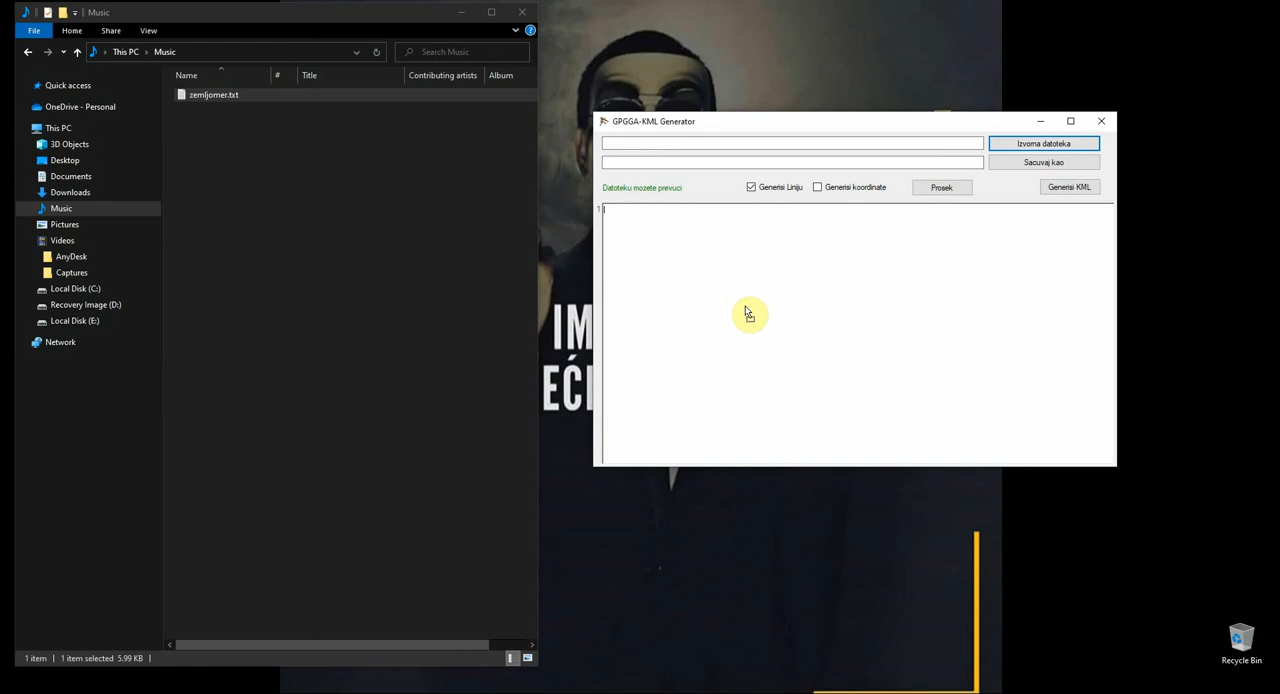 Music
File
Home
Share
View
This PC
Music
Search Music
Name
#
Title
Contributing artists
Album
Quick access
OneDrive - Personal
This PC
3D Objects
Desktop
Documents
Downloads
Music
Pictures
Videos
AnyDesk
Captures
Local Disk (C:)
Recovery Image (D:)
Local Disk (E:)
Network
zemljomer.txt
1 item
1 item selected 5.99 KB
GPGGA-KML Generator
Izvorna datoteka
Sacuvaj kao
Datoteku mozete prevuci
Generisi Liniju
Generisi koordinate
Prosek
Generisi KML
1
IM
EĆI
Recycle Bin